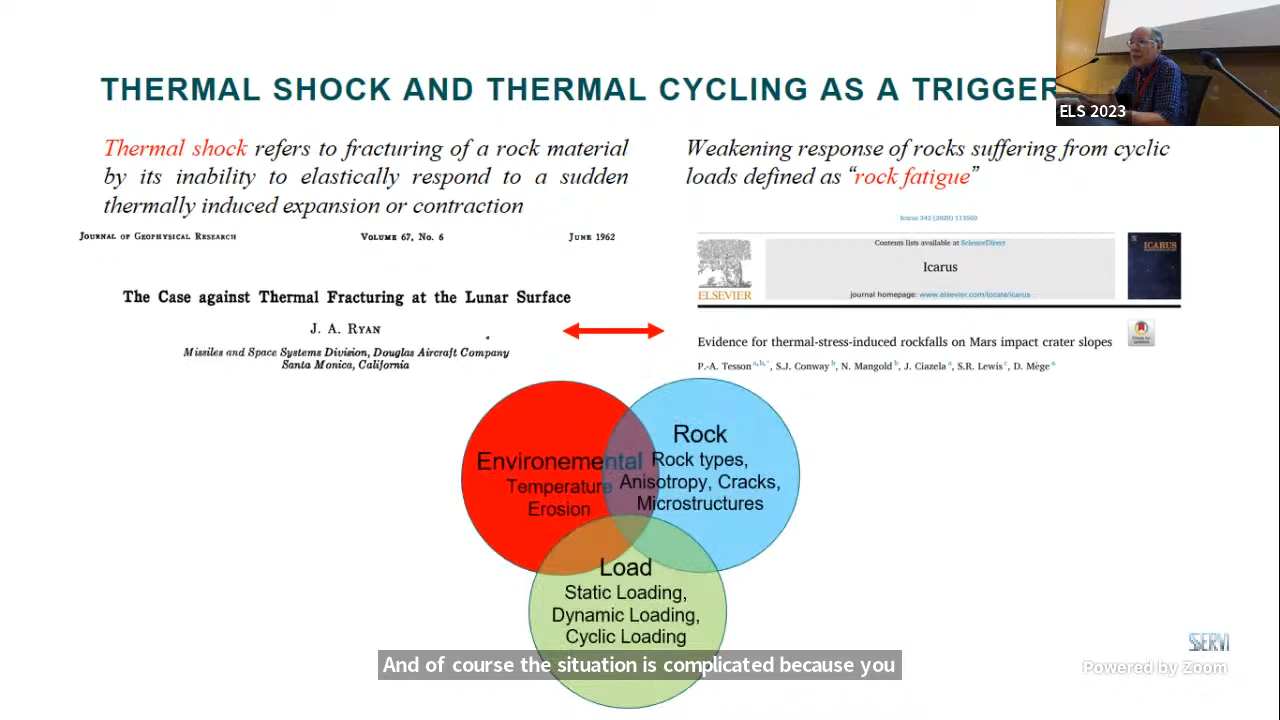 THERMAL SHOCK AND THERMAL CYCLING AS A TRIGGER
ELS 2023
Thermal shock refers to fracturing of a rock material
by its inability to elastically respond to a sudden
thermally induced expansion or contraction
Weakening response of rocks suffering from cyclic
loads defined as “rock fatigue”
JOURNAL OF GEOPHYSICAL RESEARCH VOLUME 67, NO. 6 JUNE 1962
The Case against Thermal Fracturing at the Lunar Surface
J. A. RYAN
Missiles and Space Systems Division, Douglas Aircraft Company
Santa Monica, California
Icarus 342 (2020) 113503
Contents lists available at ScienceDirect
Icarus
journal homepage: www.elsevier.com/locate/icarus
ELSEVIER
ICARUS
Evidence for thermal-stress-induced rockfalls on Mars impact crater slopes
P.-A. Tesson a,b,*, S.J. Conway b, N. Mangold b, J. Ciazela a, S.R. Lewis c, D. Mège a
Environemental
Temperature
Erosion
Rock
Rock types,
Anisotropy, Cracks,
Microstructures
Load
Static Loading,
Dynamic Loading,
Cyclic Loading
And of course the situation is complicated because you
Powered by Zoom